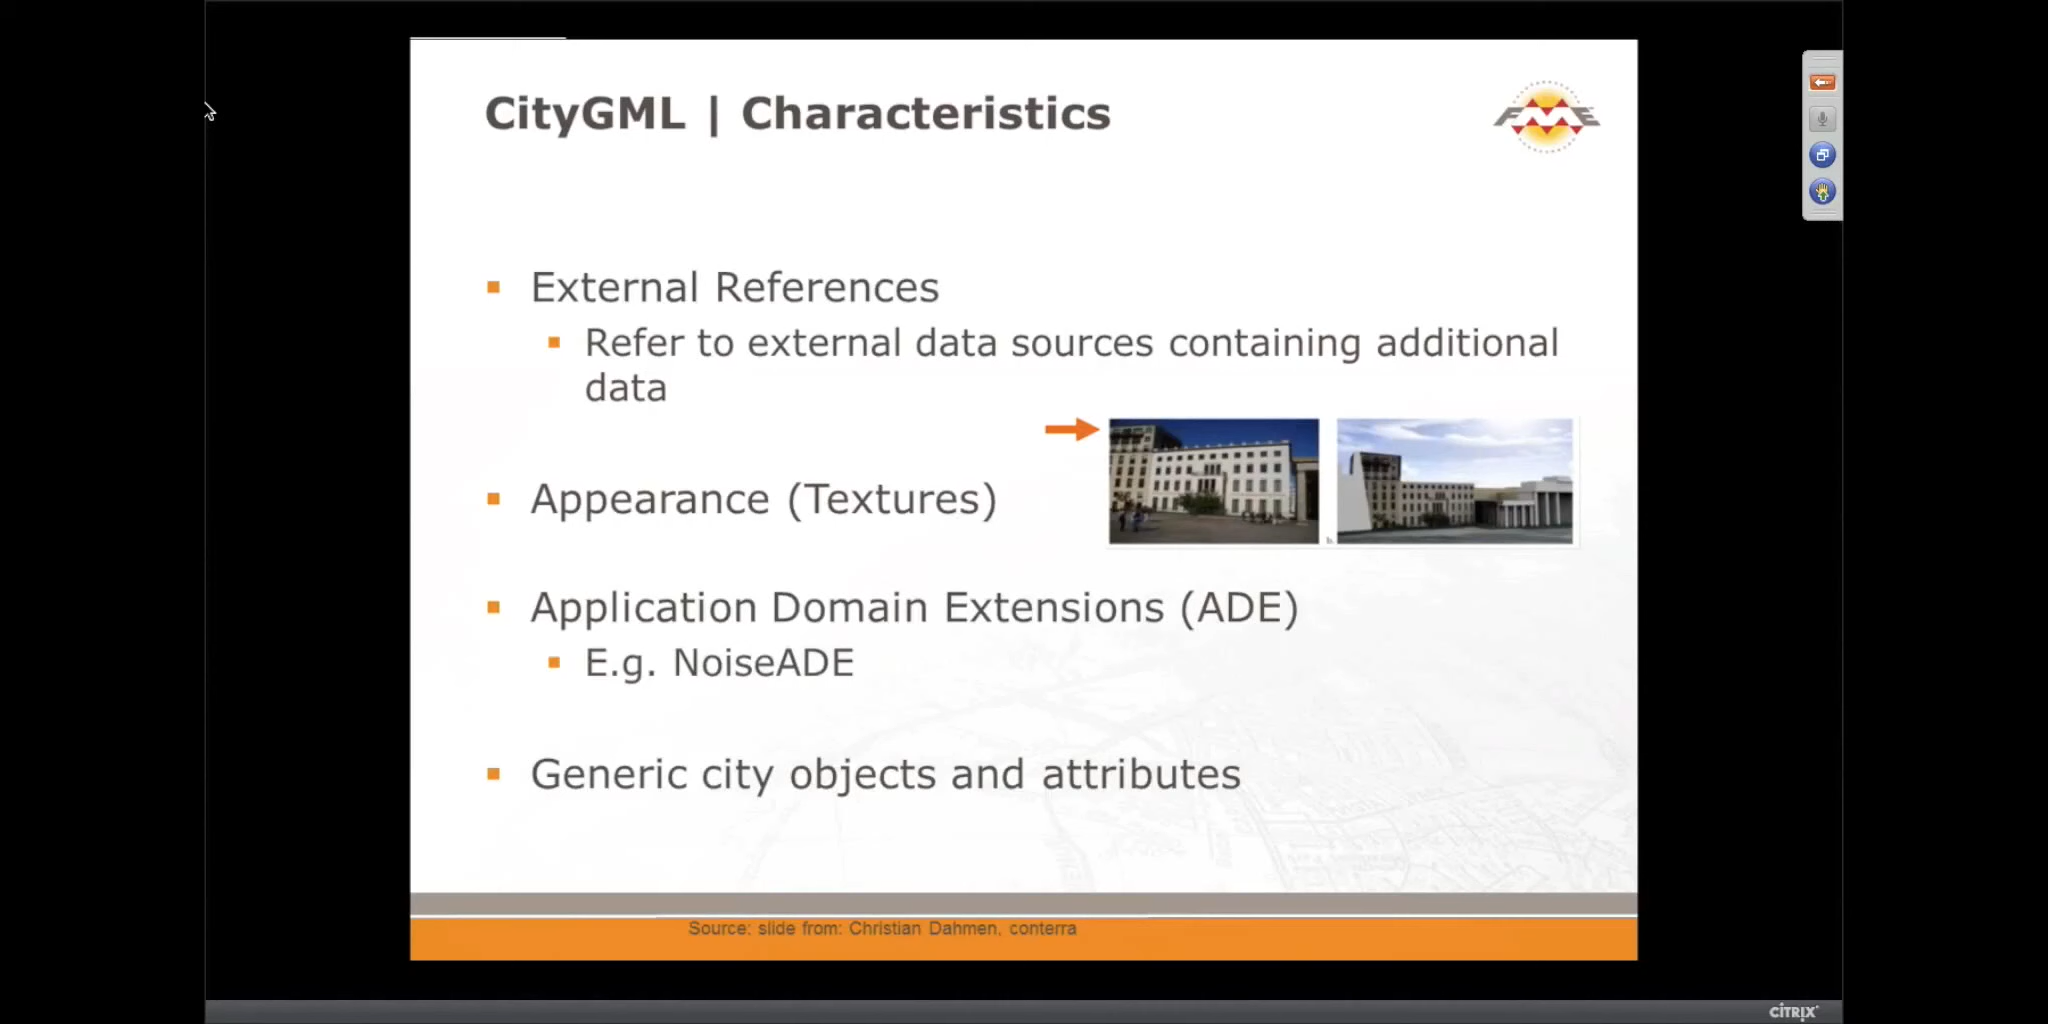 CityGML | Characteristics
FME
External References
Refer to external data sources containing additional
data
Appearance (Textures)
Application Domain Extensions (ADE)
E.g. NoiseADE
Generic city objects and attributes
Source: slide from: Christian Dahmen, conterra
CITRIX